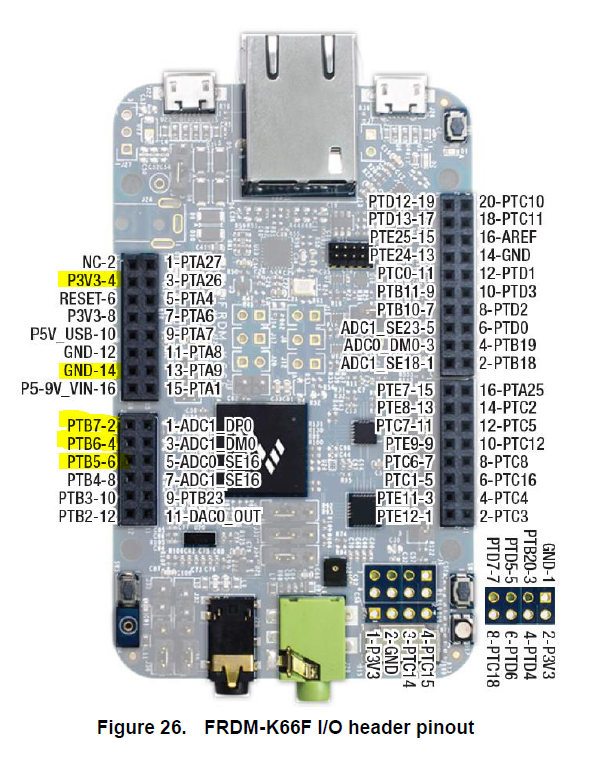 PTD12-19 20-PTC10
PTD13-17 18-PTC11
PTE25-15 16-AREF
PTE24-13 14-GND
NC-2 1-PTA27 PTC0-11 12-PTD1
P3V3-4 3-PTA26 PTB11-9 10-PTD3
RESET-6 5-PTA4 PTB10-7 8-PTD2
P3V3-8 7-PTA6 ADC1_SE23-5 6-PTD0
P5V_USB-10 9-PTA7 ADC0_DM0-3 4-PTB19
GND-12 11-PTA8 ADC1_SE18-1 2-PTB18
GND-14 13-PTA9
P5-9V_VIN-16 15-PTA1 PTE7-15 16-PTA25
PTE8-13 14-PTC2
PTB7-2 1-ADC1_DP0 PTC7-11 12-PTC5
PTB6-4 3-ADC1_DM0 PTE9-9 10-PTC12
PTB5-6 5-ADC0_SE16 PTC6-7 8-PTC8
PTB4-8 7-ADC1_SE16 PTC1-5 6-PTC16
PTB3-10 9-PTB23 PTE11-3 4-PTC4
PTB2-12 11-DAC0_OUT PTE12-1 2-PTC3
GND-1
PTB20-3
PTD5-5
PTD7-7
2-P3V3
4-PTD4
6-PTD6
8-PTC18
4-PTC15
3-PTC14
2-GND
1-P3V3
Figure 26. FRDM-K66F I/O header pinout